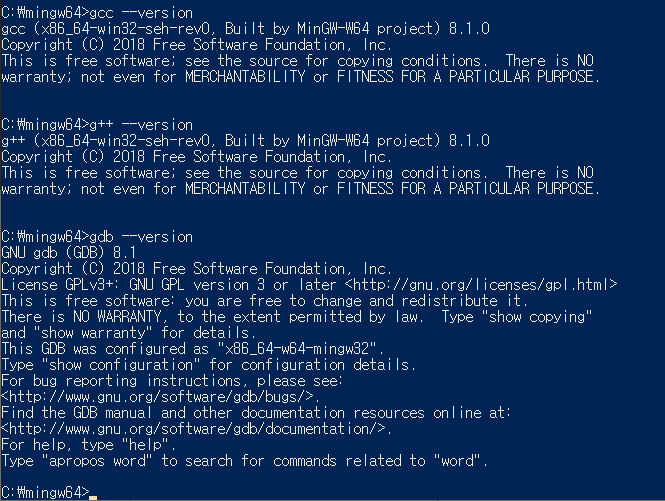 C:₩mingw64>gcc --version
gcc (x86_64-win32-seh-rev0, Built by MinGW-W64 project) 8.1.0
Copyright (C) 2018 Free Software Foundation, Inc.
This is free software; see the source for copying conditions.  There is NO
warranty; not even for MERCHANTABILITY or FITNESS FOR A PARTICULAR PURPOSE.
C:₩mingw64>g++ --version
g++ (x86_64-win32-seh-rev0, Built by MinGW-W64 project) 8.1.0
Copyright (C) 2018 Free Software Foundation, Inc.
This is free software; see the source for copying conditions.  There is NO
warranty; not even for MERCHANTABILITY or FITNESS FOR A PARTICULAR PURPOSE.
C:₩mingw64>gdb --version
GNU gdb (GDB) 8.1
Copyright (C) 2018 Free Software Foundation, Inc.
License GPLv3+: GNU GPL version 3 or later <http://gnu.org/licenses/gpl.html>
This is free software: you are free to change and redistribute it.
There is NO WARRANTY, to the extent permitted by law.  Type "show copying"
and "show warranty" for details.
This GDB was configured as "x86_64-w64-mingw32".
Type "show configuration" for configuration details.
For bug reporting instructions, please see:
<http://www.gnu.org/software/gdb/bugs/>.
Find the GDB manual and other documentation resources online at:
<http://www.gnu.org/software/gdb/documentation/>.
For help, type "help".
Type "apropos word" to search for commands related to "word".
C:₩mingw64>